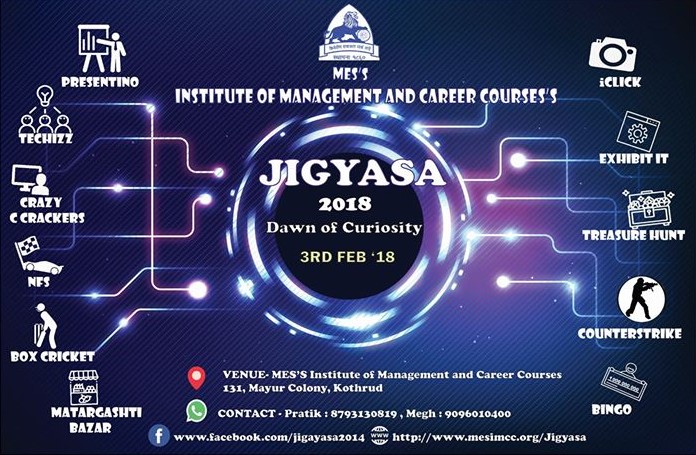 MES'S
INSTITUTE OF MANAGEMENT AND CAREER COURSES'S
JIGYASA
2018
Dawn of Curiosity
3RD FEB '18
PRESENTINO
TECHIZZ
CRAZY
C CRACKERS
NFS
BOX CRICKET
MATARGASHTI
BAZAR
iCLICK
EXHIBIT IT
TREASURE HUNT
COUNTERSTRIKE
BINGO
VENUE- MES'S Institute of Management and Career Courses
131, Mayur Colony, Kothrud
CONTACT - Pratik : 8793130819 , Megh : 9096010400
www.facebook.com/jigayasa2014 http://www.mesimcc.org/Jigyasa